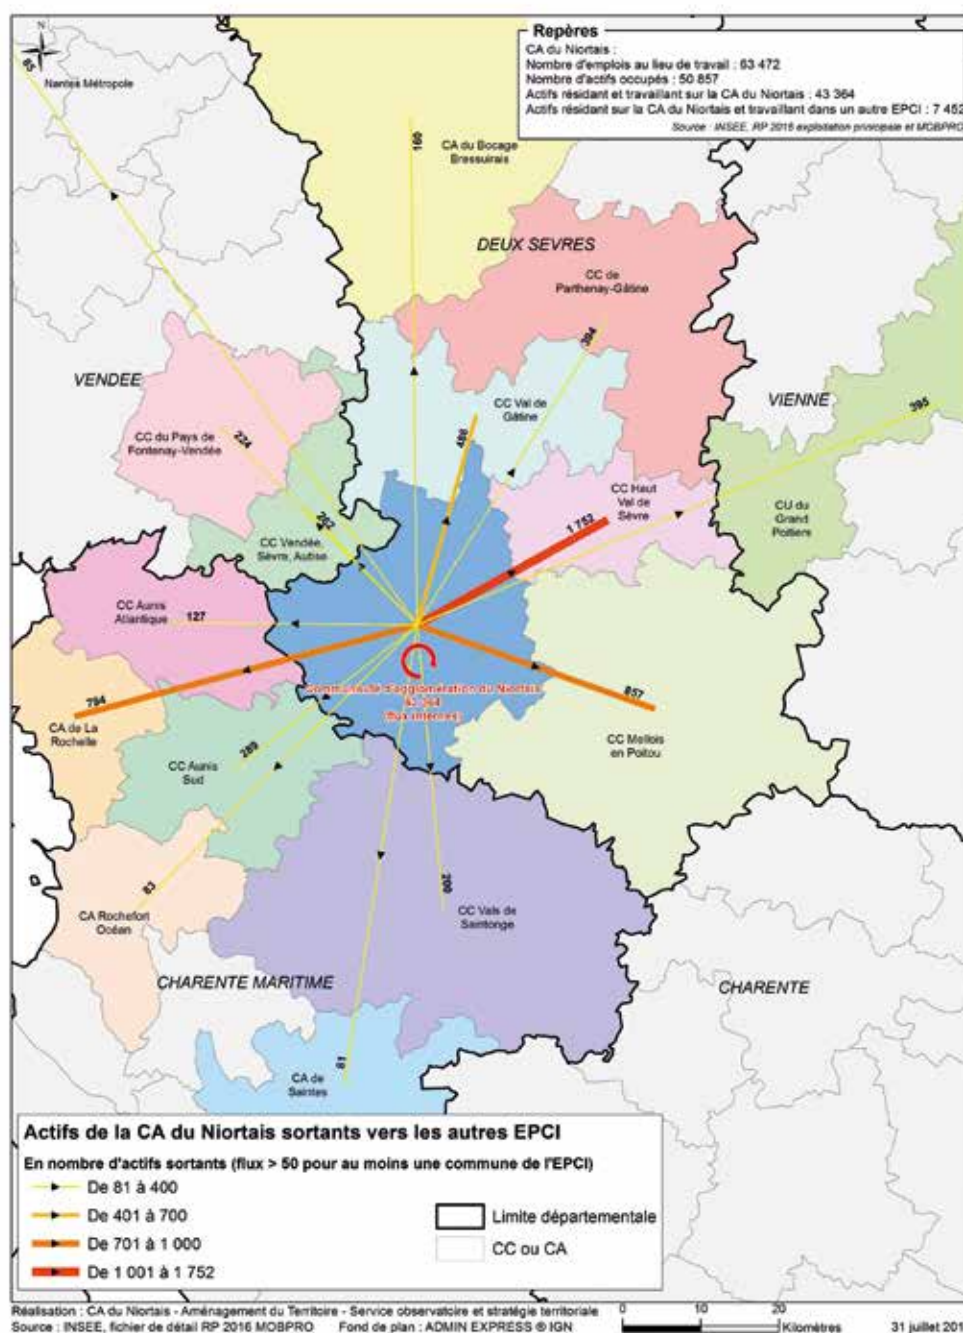 N
Repères
CA du Niortais :
Nombre d'emplois au lieu de travail : 63 472
Nombre d'actifs occupés : 50 857
Actifs résidant et travaillant sur la CA du Niortais : 43 364
Actifs résidant sur la CA du Niortais et travaillant dans un autre EPCI : 7 452
Source : INSEE, RP 2016 exploitation principale et MOBPRO
85
Nantes Métropole
160
CA du Bocage
Bressuirais
DEUX SEVRES
CC de
Parthenay-Gâtine
394
VENDEE
CC Val de
Gâtine
VIENNE
395
CC du Pays de
Fontenay-Vendée
224
486
CC Haut
Val de
Sèvre
1 752
CU du
Grand
Poitiers
262
CC Vendée,
Sèvre, Autise
CC Aunis
Atlantique
127
Communauté d'agglomération du Niortais
43 364
(flux internes)
794
CA de La
Rochelle
857
CC Mellois
en Poitou
289
CC Aunis
Sud
83
CA Rochefort
Océan
200
CC Vals de
Saintonge
CHARENTE MARITIME
CHARENTE
81
CA de
Saintes
Actifs de la CA du Niortais sortants vers les autres EPCI
En nombre d'actifs sortants (flux > 50 pour au moins une commune de l'EPCI)
De 81 à 400
De 401 à 700
De 701 à 1 000
De 1 001 à 1 752
Limite départementale
CC ou CA
Réalisation : CA du Niortais - Aménagement du Territoire - Service observatoire et stratégie territoriale
Source : INSEE, fichier de détail RP 2016 MOBPRO Fond de plan : ADMIN EXPRESS ® IGN
0 10 20
Kilomètres
31 juillet 201